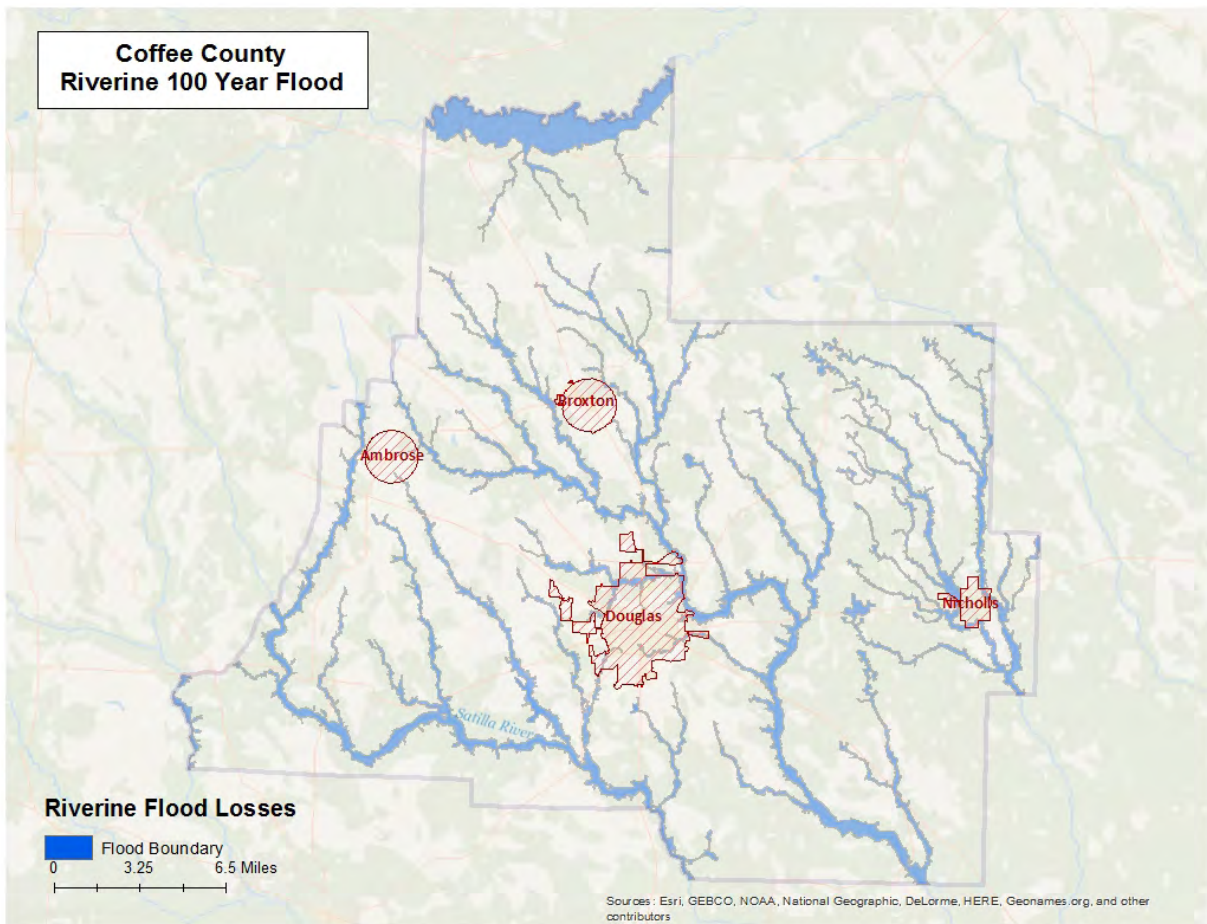 Coffee County
Riverine 100 Year Flood
Broxton
Ambrose
Douglas
Nicholls
Satilla River
Riverine Flood Losses
Flood Boundary
0 3.25 6.5 Miles
Sources: Esri, GEBCO, NOAA, National Geographic, DeLorme, HERE, Geonames.org, and other
contributors